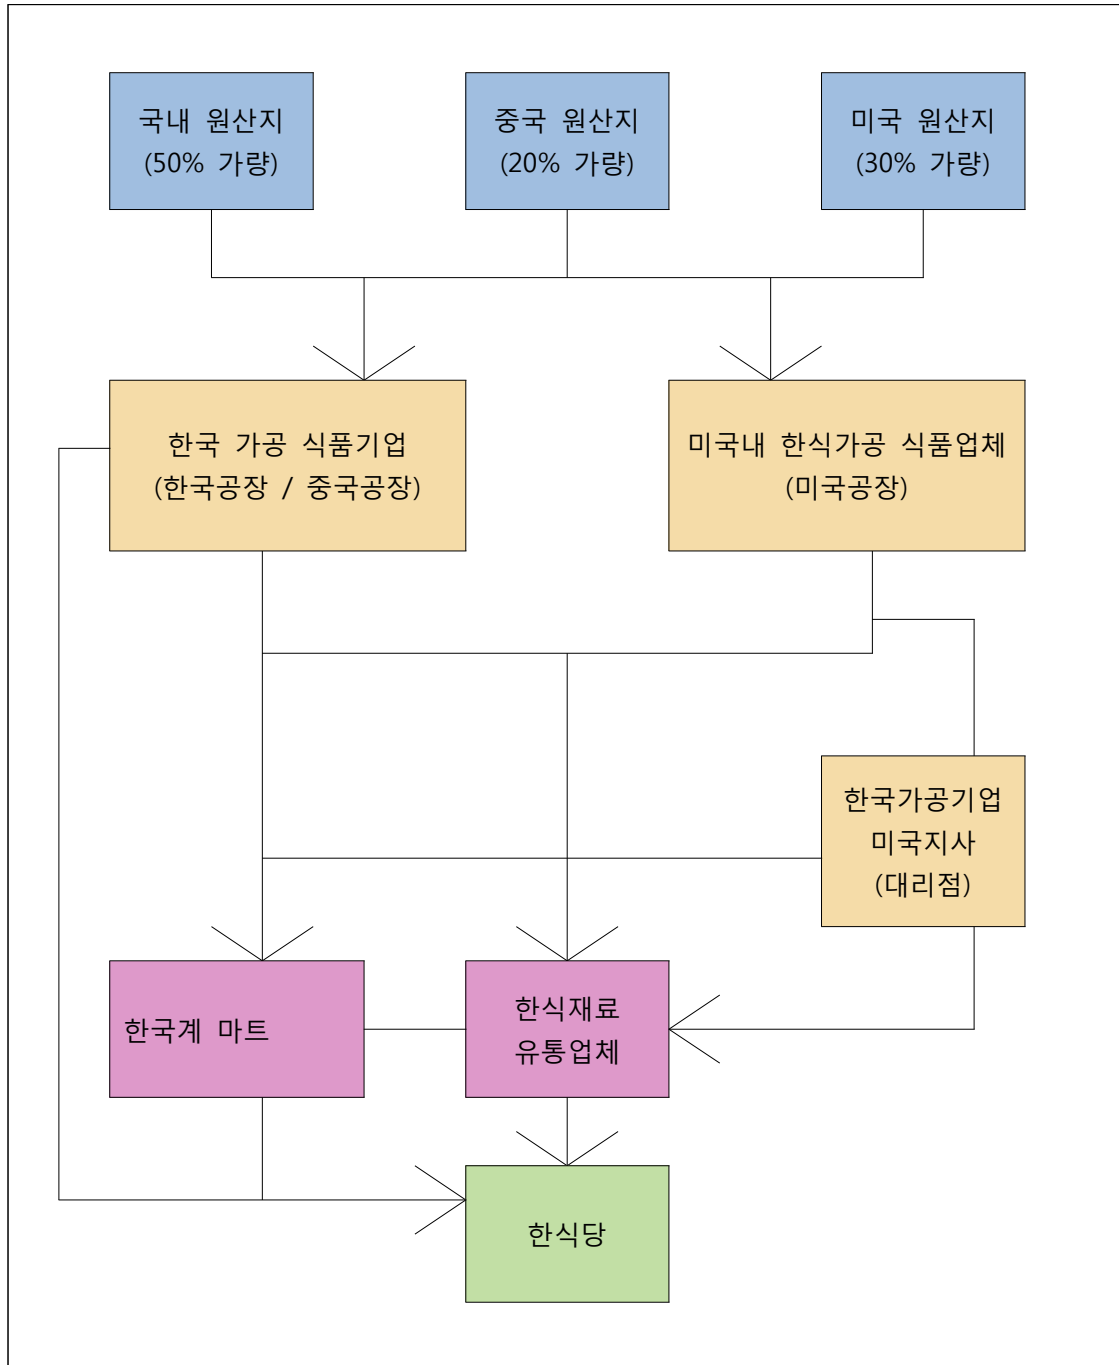 국내 원산지
(50% 가량)
중국 원산지
(20% 가량)
미국 원산지
(30% 가량)
한국 가공 식품기업
(한국공장 / 중국공장)
미국내 한식가공 식품업체
(미국공장)
한국가공기업
미국지사
(대리점)
한국계 마트
한식재료
유통업체
한식당